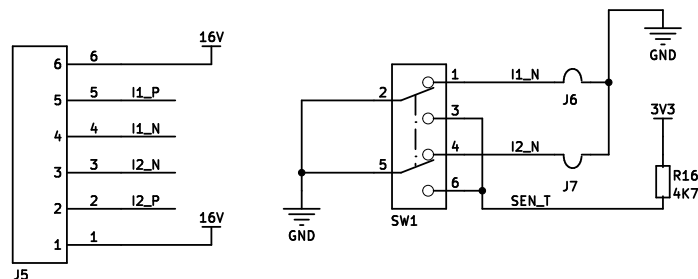 16V
6 6
5 5 I1_P
4 4 I1_N
3 3 I2_N
2 2 I2_P
16V
1 1
J5
GND
1 I1_N
2
J6
3
3V3
4 I2_N
5
J7
R16
4K7
6
SEN_T
SW1
GND